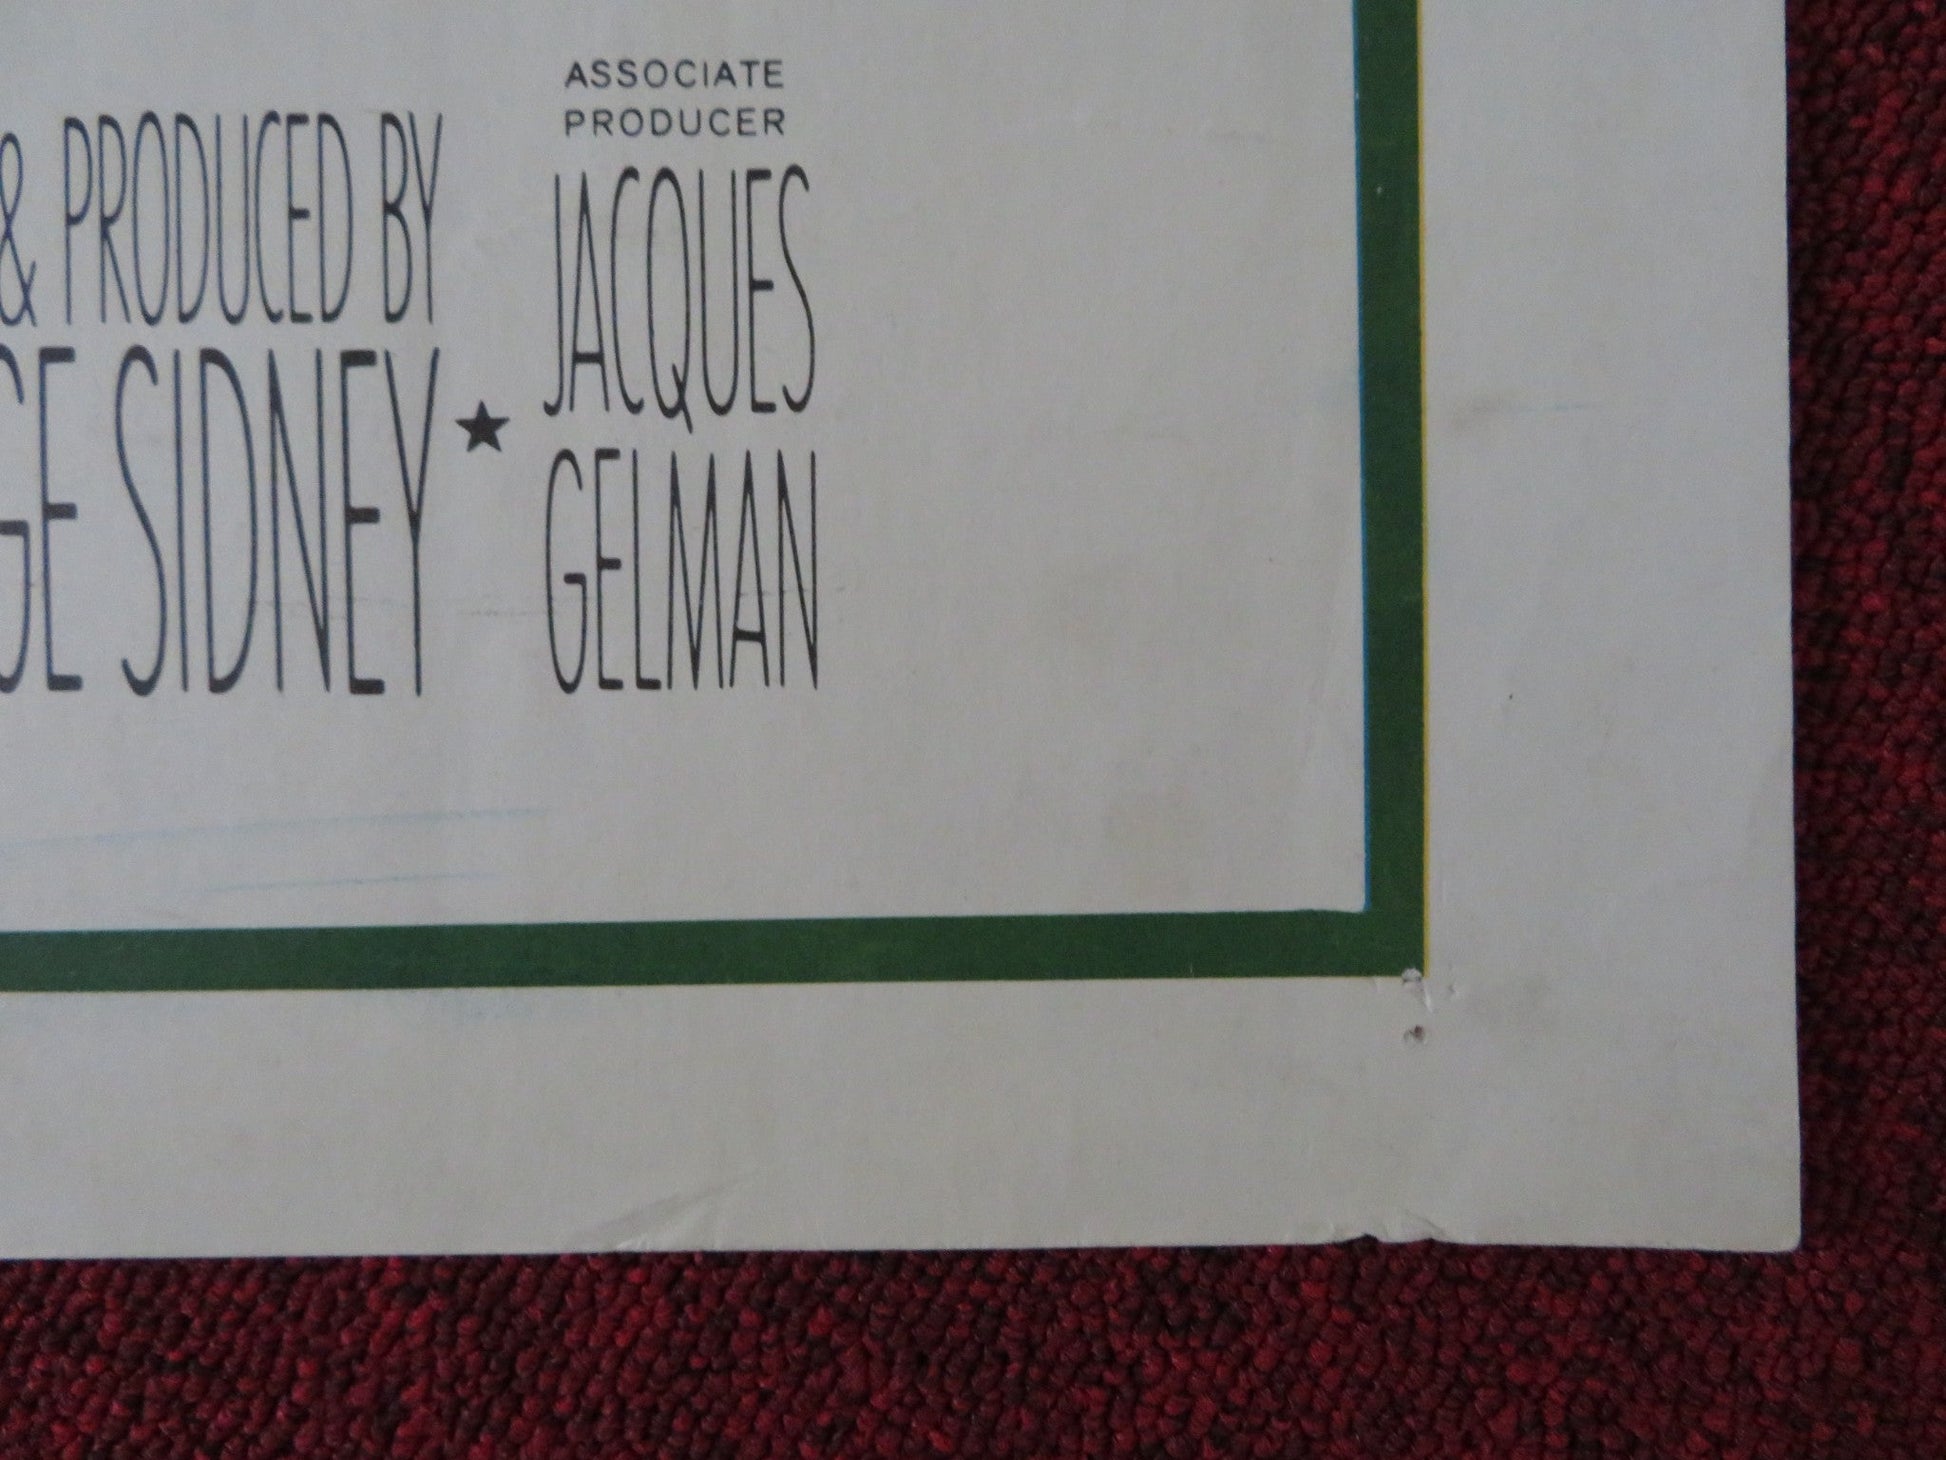 & PRODUCED BY
GE SIDNEY
★
ASSOCIATE
PRODUCER
JACQUES
GELMAN